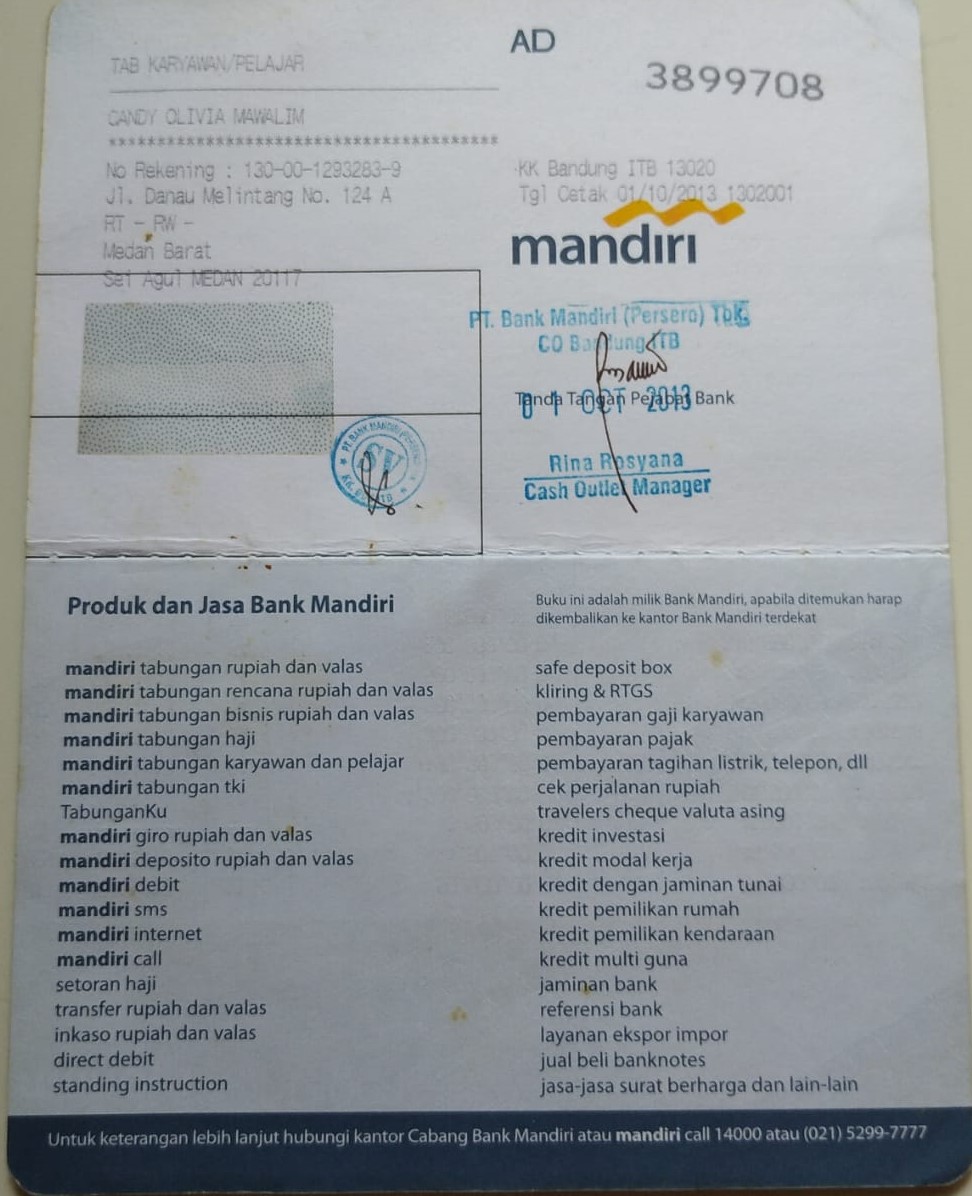 AD
TAB KARYAWAN/PELAJAR
3899708
CANDY OLIVIA MAWALIM
****************************************
No Rekening : 130-00-1293283-9
Jl. Danau Melintang No. 124 A
RT - RW -
Medan Barat
Sei Agul MEDAN 20117
KK Bandung ITB 13020
Tgl Cetak 01/10/2013 1302001
mandiri
PT. Bank Mandiri (Persero) Tbk.
CO Bandung ITB
Tanda Tangan Pejabat Bank
01 OCT 2013
Rina Rosyana
Cash Outlet Manager
PT. BANK MANDIRI
SV
Produk dan Jasa Bank Mandiri
mandiri tabungan rupiah dan valas
mandiri tabungan rencana rupiah dan valas
mandiri tabungan bisnis rupiah dan valas
mandiri tabungan haji
mandiri tabungan karyawan dan pelajar
mandiri tabungan tki
TabunganKu
mandiri giro rupiah dan valas
mandiri deposito rupiah dan valas
mandiri debit
mandiri sms
mandiri internet
mandiri call
setoran haji
transfer rupiah dan valas
inkaso rupiah dan valas
direct debit
standing instruction
Buku ini adalah milik Bank Mandiri, apabila ditemukan harap
dikembalikan ke kantor Bank Mandiri terdekat
safe deposit box
kliring & RTGS
pembayaran gaji karyawan
pembayaran pajak
pembayaran tagihan listrik, telepon, dll
cek perjalanan rupiah
travelers cheque valuta asing
kredit investasi
kredit modal kerja
kredit dengan jaminan tunai
kredit pemilikan rumah
kredit pemilikan kendaraan
kredit multi guna
jaminan bank
referensi bank
layanan ekspor impor
jual beli banknotes
jasa-jasa surat berharga dan lain-lain
Untuk keterangan lebih lanjut hubungi kantor Cabang Bank Mandiri atau mandiri call 14000 atau (021) 5299-7777